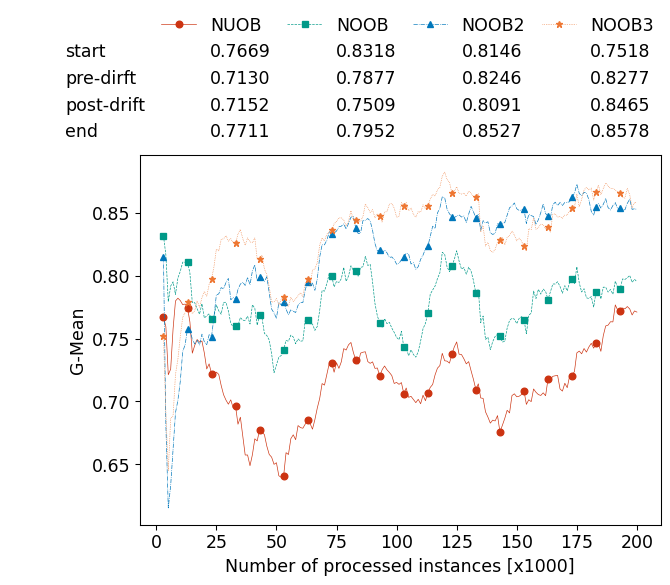 NUOB NOOB NOOB2 NOOB3
start 0.7669 0.8318 0.8146 0.7518
pre-dirft 0.7130 0.7877 0.8246 0.8277
post-drift 0.7152 0.7509 0.8091 0.8465
end 0.7711 0.7952 0.8527 0.8578
0.85
0.80
0.75
0.70
0.65
G-Mean
0 25 50 75 100 125 150 175 200
Number of processed instances [x1000]